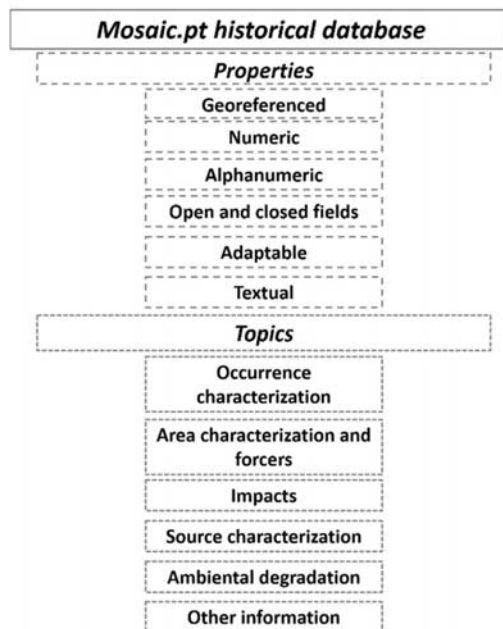 Mosaic.pt historical database
Properties
Georeferenced
Numeric
Alphanumeric
Open and closed fields
Adaptable
Textual
Topics
Occurrence
characterization
Area characterization and
forcers
Impacts
Source characterization
Ambiental degradation
Other information